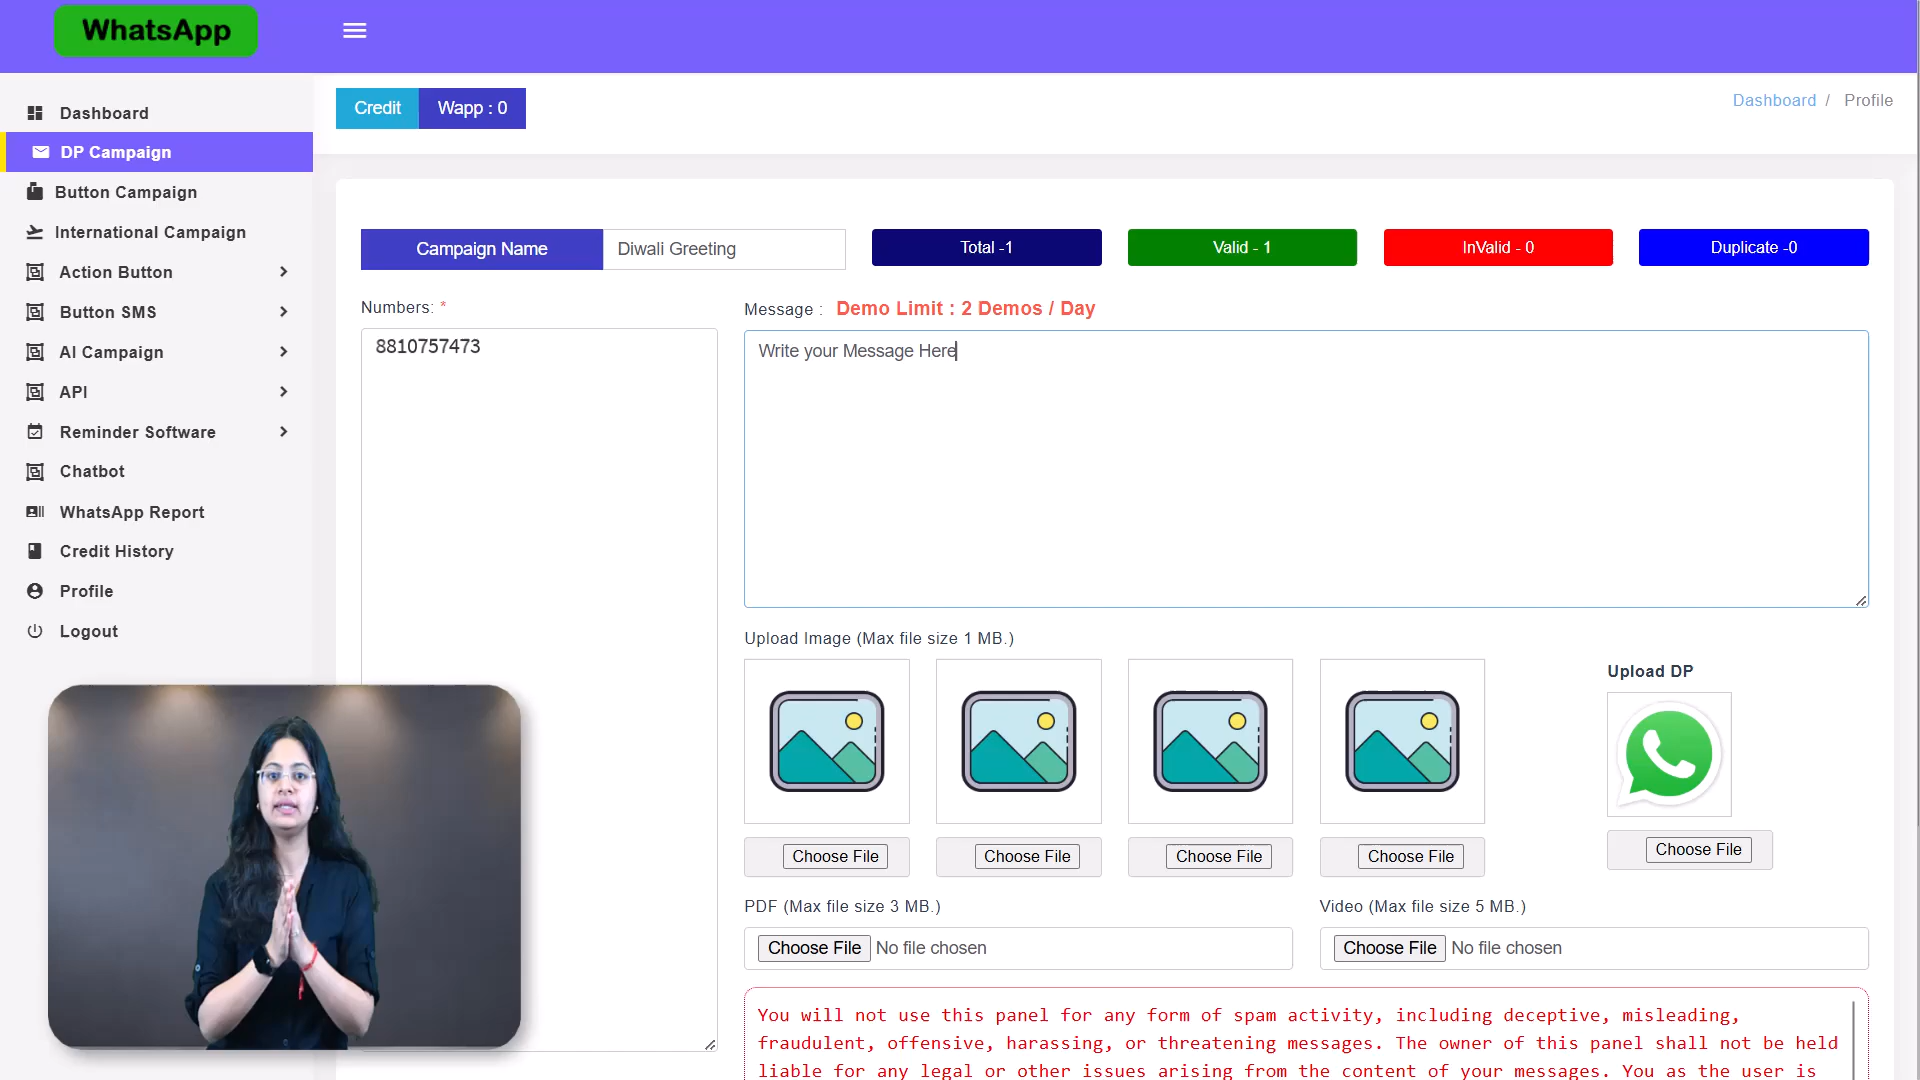 WhatsApp
Credit
Wapp : 0
Dashboard / Profile
Dashboard
DP Campaign
Button Campaign
International Campaign
Action Button
Button SMS
AI Campaign
API
Reminder Software
Chatbot
WhatsApp Report
Credit History
Profile
Logout
Campaign Name
Diwali Greeting
Total -1
Valid - 1
InValid - 0
Duplicate -0
Numbers: *
8810757473
Message : Demo Limit : 2 Demos / Day
Write your Message Here
Upload Image (Max file size 1 MB.)
Upload DP
Choose File
Choose File
Choose File
Choose File
Choose File
PDF (Max file size 3 MB.)
Choose File No file chosen
Video (Max file size 5 MB.)
Choose File No file chosen
You will not use this panel for any form of spam activity, including deceptive, misleading,
fraudulent, offensive, harassing, or threatening messages. The owner of this panel shall not be held
liable for any legal or other issues arising from the content of your messages. You as the user is